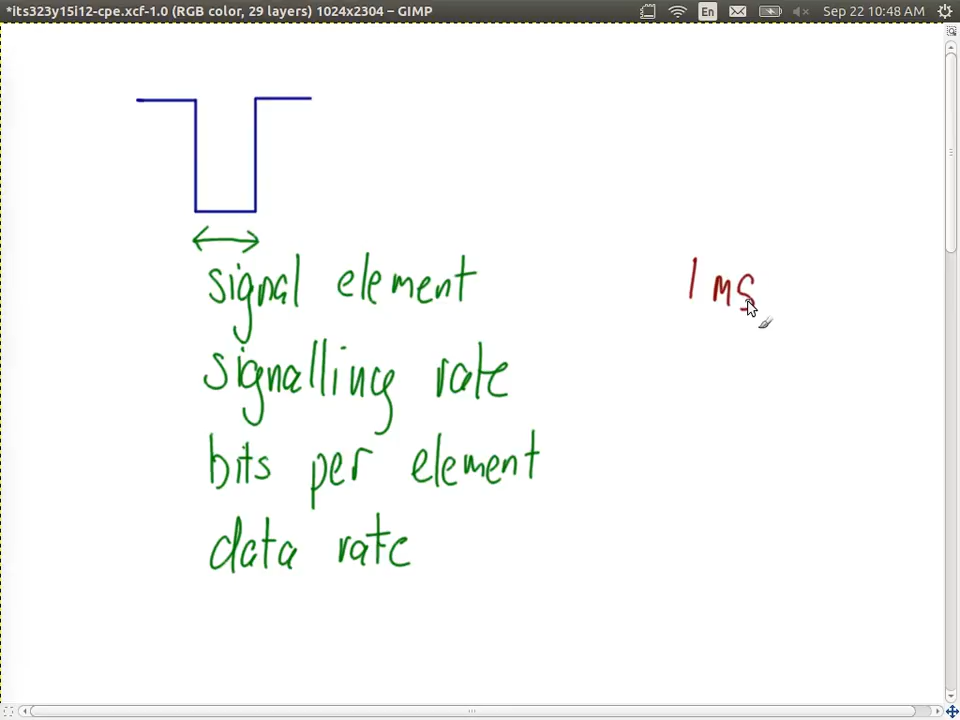 *its323y15i12-cpe.xcf-1.0 (RGB color, 29 layers) 1024x2304 – GIMP En Sep 22 10:48 AM
signal element 1 ms
signalling rate
bits per element
data rate